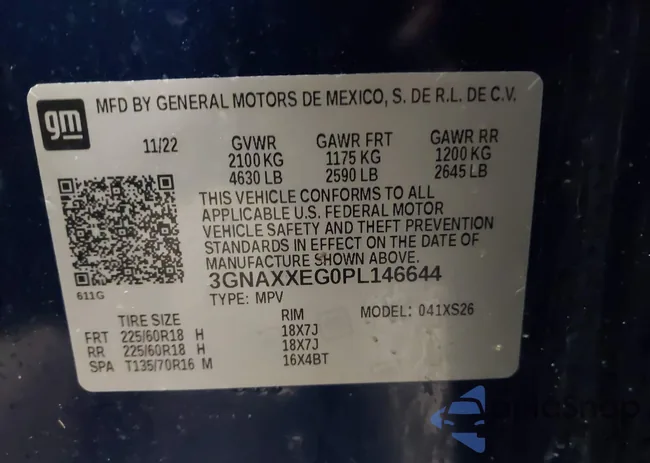 gm
MFD BY GENERAL MOTORS DE MEXICO, S. DE R.L. DE C.V.
11/22 GVWR GAWR FRT GAWR RR
2100 KG 1175 KG 1200 KG
4630 LB 2590 LB 2645 LB
THIS VEHICLE CONFORMS TO ALL
APPLICABLE U.S. FEDERAL MOTOR
VEHICLE SAFETY AND THEFT PREVENTION
STANDARDS IN EFFECT ON THE DATE OF
MANUFACTURE SHOWN ABOVE.
611G
3GNAXXEG0PL146644
TYPE: MPV MODEL: 041XS26
TIRE SIZE RIM
FRT 225/60R18 H 18X7J
RR 225/60R18 H 18X7J
SPA T135/70R16 M 16X4BT